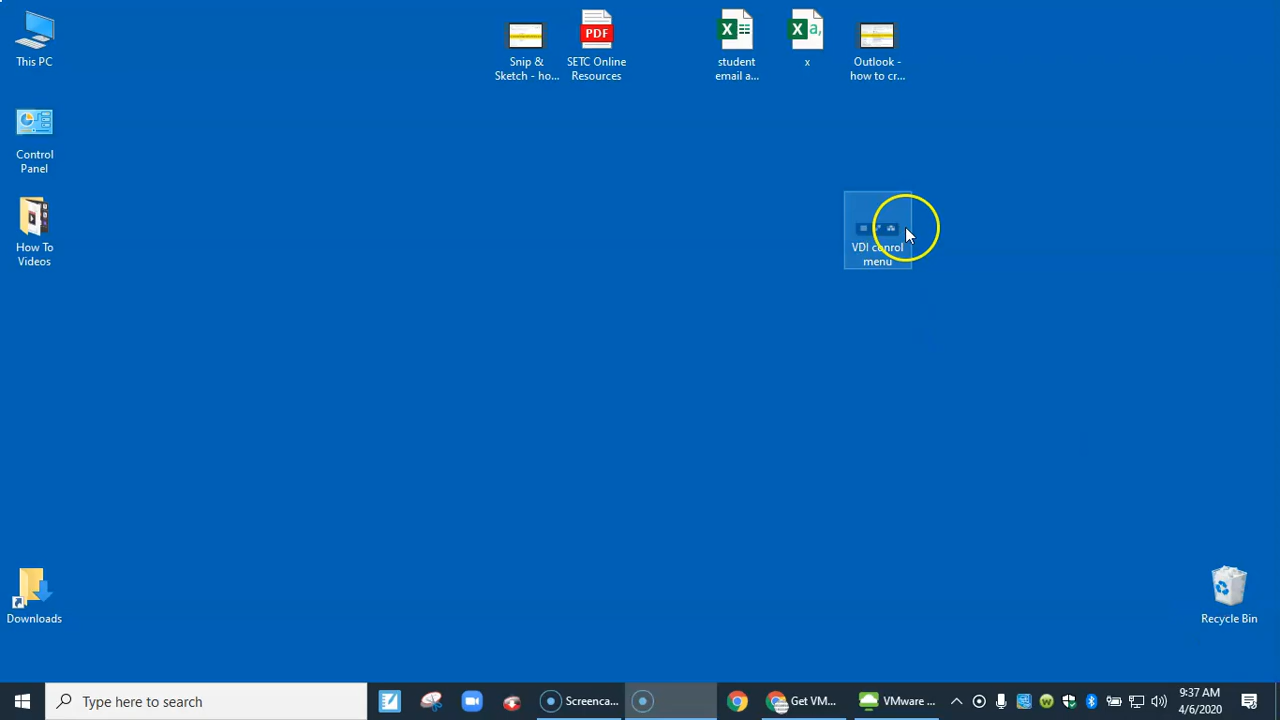 This PC
Snip &
Sketch - ho...
PDF
SETC Online
Resources
student
email a...
a,
x
Outlook -
how to cr...
Control
Panel
VDI conrol
menu
How To
Videos
Downloads
Recycle Bin
Type here to search
Screenca...
Get VM...
VMware ...
9:37 AM
4/6/2020